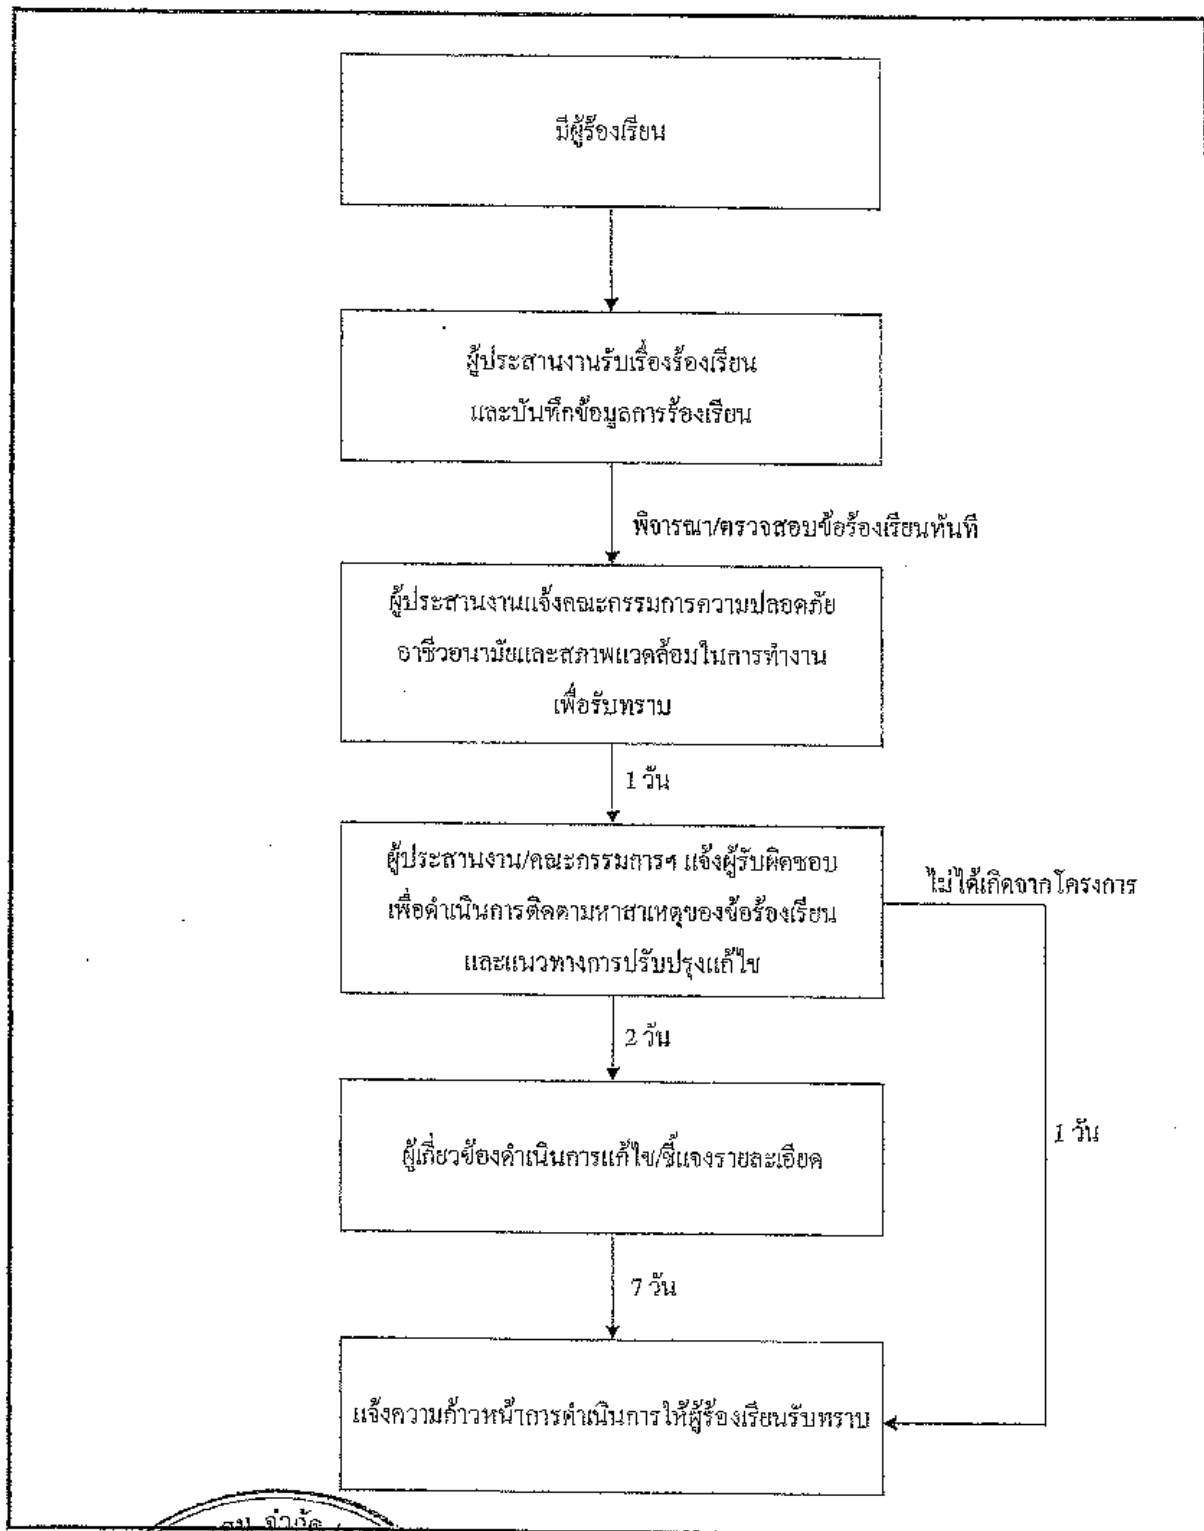 มีผู้ร้องเรียน
ผู้ประสานงานรับเรื่องร้องเรียน
และบันทึกข้อมูลการร้องเรียน
พิจารณา/ตรวจสอบข้อร้องเรียนทันที
ผู้ประสานงานแจ้งคณะกรรมการความปลอดภัย
อาชีวอนามัยและสภาพแวดล้อมในการทำงาน
เพื่อรับทราบ
1 วัน
ผู้ประสานงาน/คณะกรรมการฯ แจ้งผู้รับผิดชอบ
เพื่อดำเนินการติดตามหาสาเหตุของข้อร้องเรียน
และแนวทางการปรับปรุงแก้ไข
ไม่ได้เกิดจากโครงการ
2 วัน
1 วัน
ผู้เกี่ยวข้องดำเนินการแก้ไข/ชี้แจงรายละเอียด
7 วัน
แจ้งความก้าวหน้าการดำเนินการให้ผู้ร้องเรียนรับทราบ
จำกัด